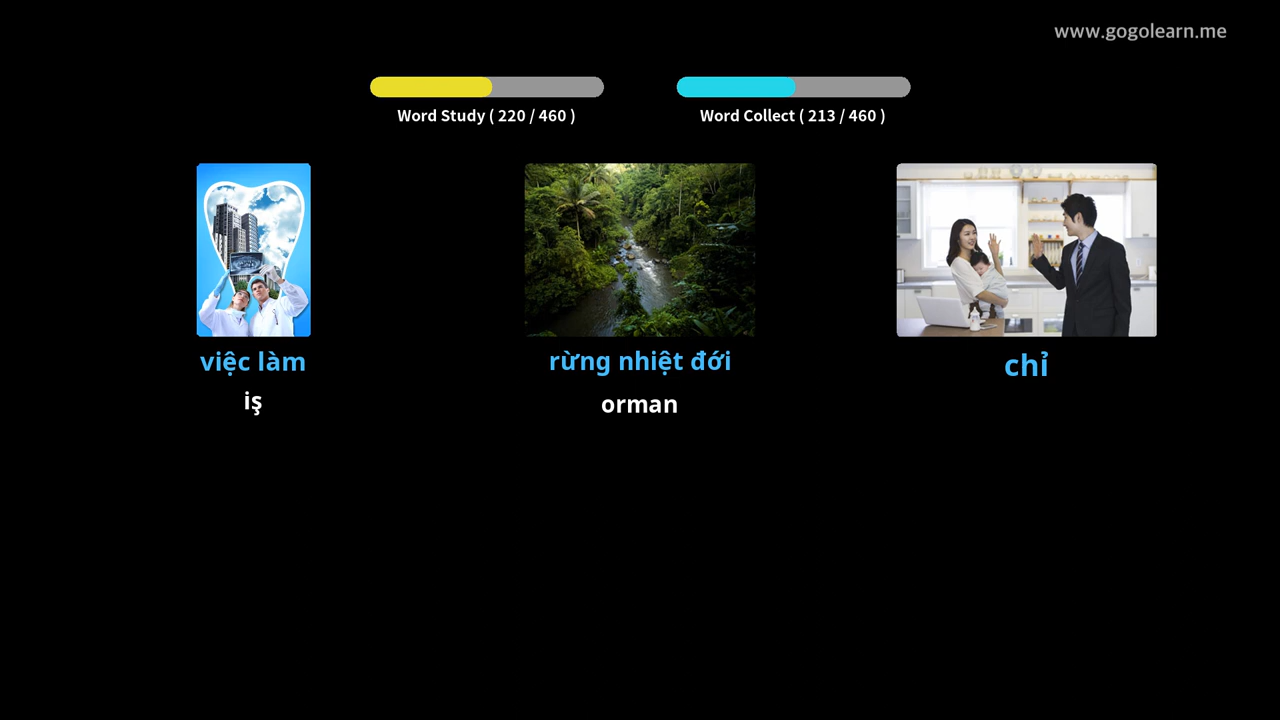 www.gogolearn.me
Word Study ( 220 / 460 )
Word Collect ( 213 / 460 )
việc làm
rừng nhiệt đới
chỉ
iş
orman